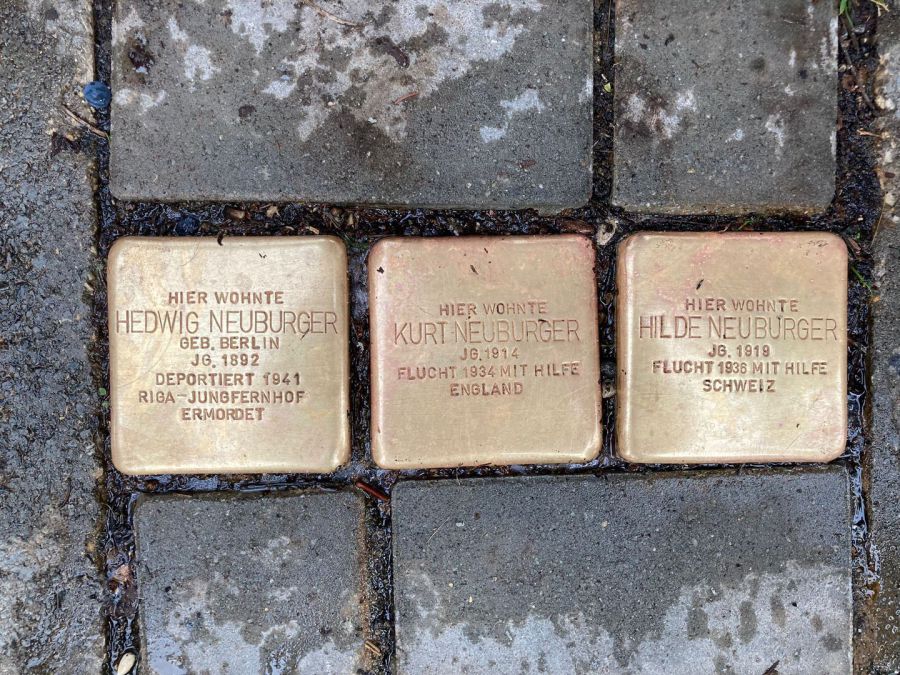 HIER WOHNTE
HEDWIG NEUBURGER
GEB. BERLIN
JG. 1892
DEPORTIERT 1941
RIGA-JUNGFERNHOF
ERMORDET
HIER WOHNTE
KURT NEUBURGER
JG. 1914
FLUCHT 1934 MIT HILFE
ENGLAND
HIER WOHNTE
HILDE NEUBURGER
JG. 1919
FLUCHT 1936 MIT HILFE
SCHWEIZ